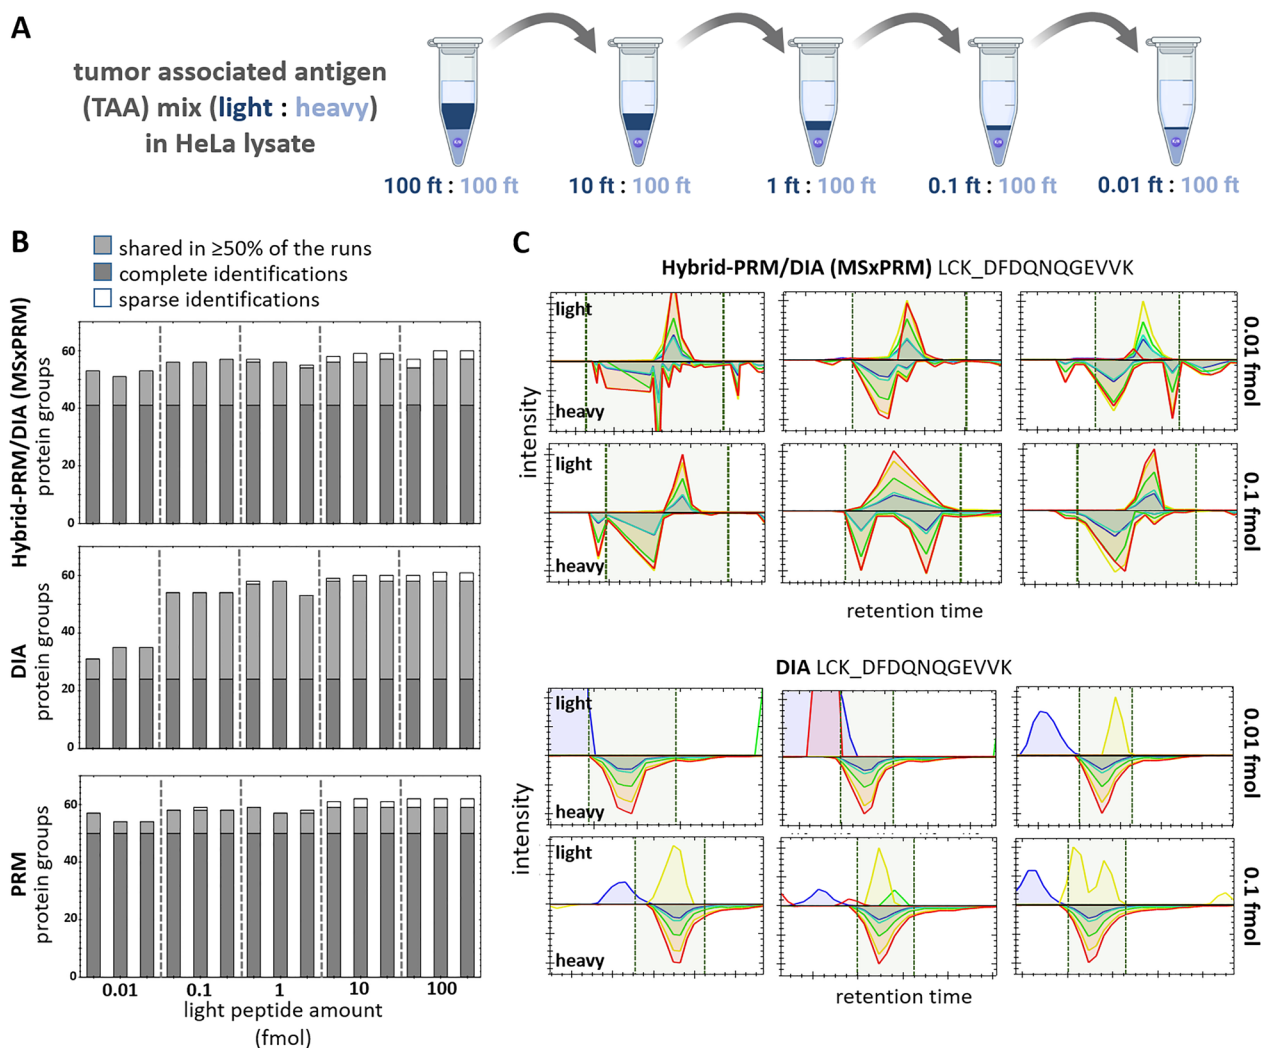 A
tumor associated antigen
(TAA) mix (light : heavy)
in HeLa lysate
100 ft : 100 ft
10 ft : 100 ft
1 ft : 100 ft
0.1 ft : 100 ft
0.01 ft : 100 ft
B
shared in ≥50% of the runs
complete identifications
sparse identifications
Hybrid-PRM/DIA (MSxPRM)
protein groups
60
40
20
0
DIA
protein groups
60
40
20
0
PRM
protein groups
60
40
20
0
0.01
0.1
1
10
100
light peptide amount
(fmol)
C
Hybrid-PRM/DIA (MSxPRM) LCK_DFDQNQGEVVK
intensity
light
heavy
0.01 fmol
light
heavy
0.1 fmol
retention time
DIA LCK_DFDQNQGEVVK
intensity
light
heavy
0.01 fmol
light
heavy
0.1 fmol
retention time